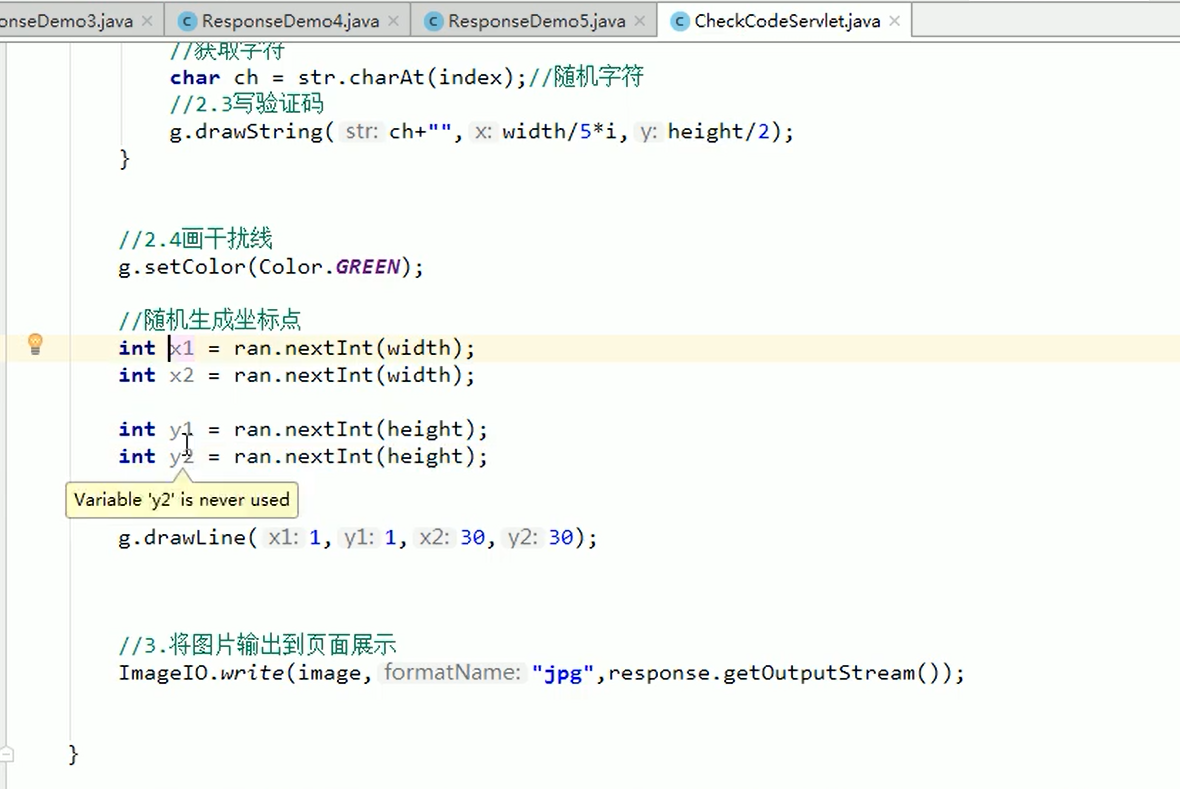 onseDemo3.java × ResponseDemo4.java × ResponseDemo5.java × CheckCodeServlet.java ×
//获取字符
char ch = str.charAt(index);//随机字符
//2.3写验证码
g.drawString( str: ch+"", x: width/5*i, y: height/2);
}
//2.4画干扰线
g.setColor(Color.GREEN);
//随机生成坐标点
int x1 = ran.nextInt(width);
int x2 = ran.nextInt(width);
int y1 = ran.nextInt(height);
int y2 = ran.nextInt(height);
Variable 'y2' is never used
g.drawLine( x1: 1, y1: 1, x2: 30, y2: 30);
//3.将图片输出到页面展示
ImageIO.write(image, formatName: "jpg",response.getOutputStream());
}